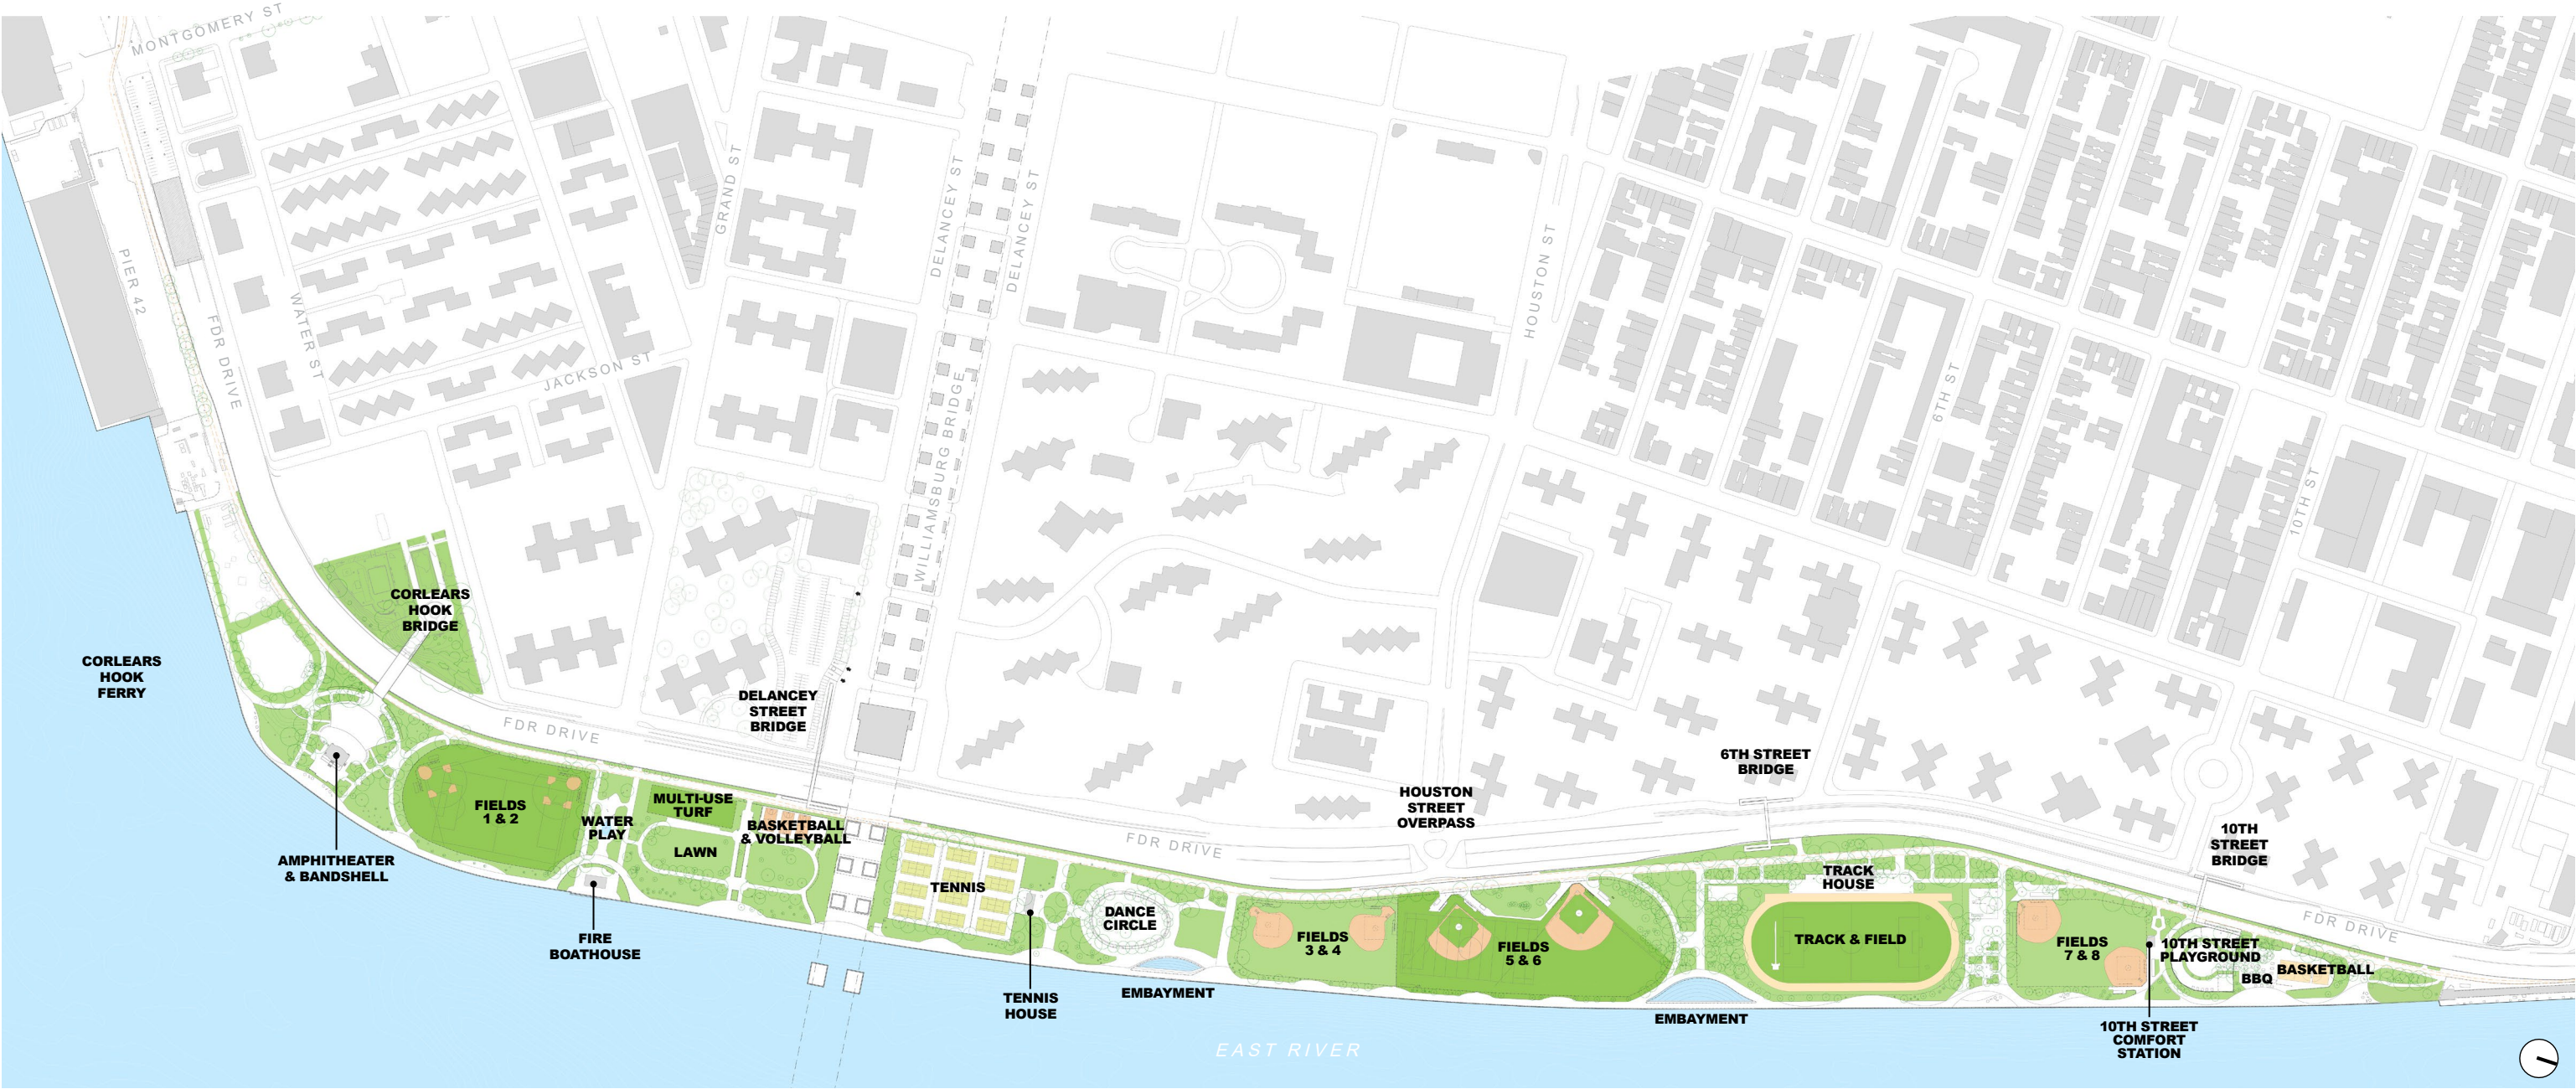 MONTGOMERY ST
PIER 42
FDR DRIVE
WATER ST
JACKSON ST
GRAND ST
DELANCEY ST
DELANCEY ST
WILLIAMSBURG BRIDGE
HOUSTON ST
6TH ST
10TH ST
CORLEARS
HOOK
BRIDGE
CORLEARS
HOOK
FERRY
AMPHITHEATER
& BANDSHELL
FDR DRIVE
FIELDS
1 & 2
WATER
PLAY
FIRE
BOATHOUSE
MULTI-USE
TURF
LAWN
DELANCEY
STREET
BRIDGE
BASKETBALL
& VOLLEYBALL
TENNIS
TENNIS
HOUSE
DANCE
CIRCLE
EMBAYMENT
FDR DRIVE
FIELDS
3 & 4
HOUSTON
STREET
OVERPASS
FIELDS
5 & 6
EMBAYMENT
6TH STREET
BRIDGE
TRACK
HOUSE
TRACK & FIELD
FIELDS
7 & 8
10TH
STREET
BRIDGE
10TH STREET
PLAYGROUND
BBQ
BASKETBALL
10TH STREET
COMFORT
STATION
FDR DRIVE
EAST RIVER